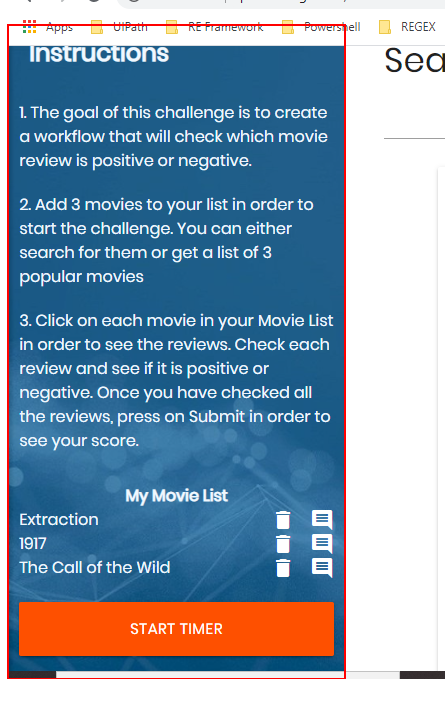 Apps UiPath RE Framework Powershell REGEX
Instructions
Sea
1. The goal of this challenge is to create
a workflow that will check which movie
review is positive or negative.
2. Add 3 movies to your list in order to
start the challenge. You can either
search for them or get a list of 3
popular movies
3. Click on each movie in your Movie List
in order to see the reviews. Check each
review and see if it is positive or
negative. Once you have checked all
the reviews, press on Submit in order to
see your score.
My Movie List
Extraction
1917
The Call of the Wild
START TIMER